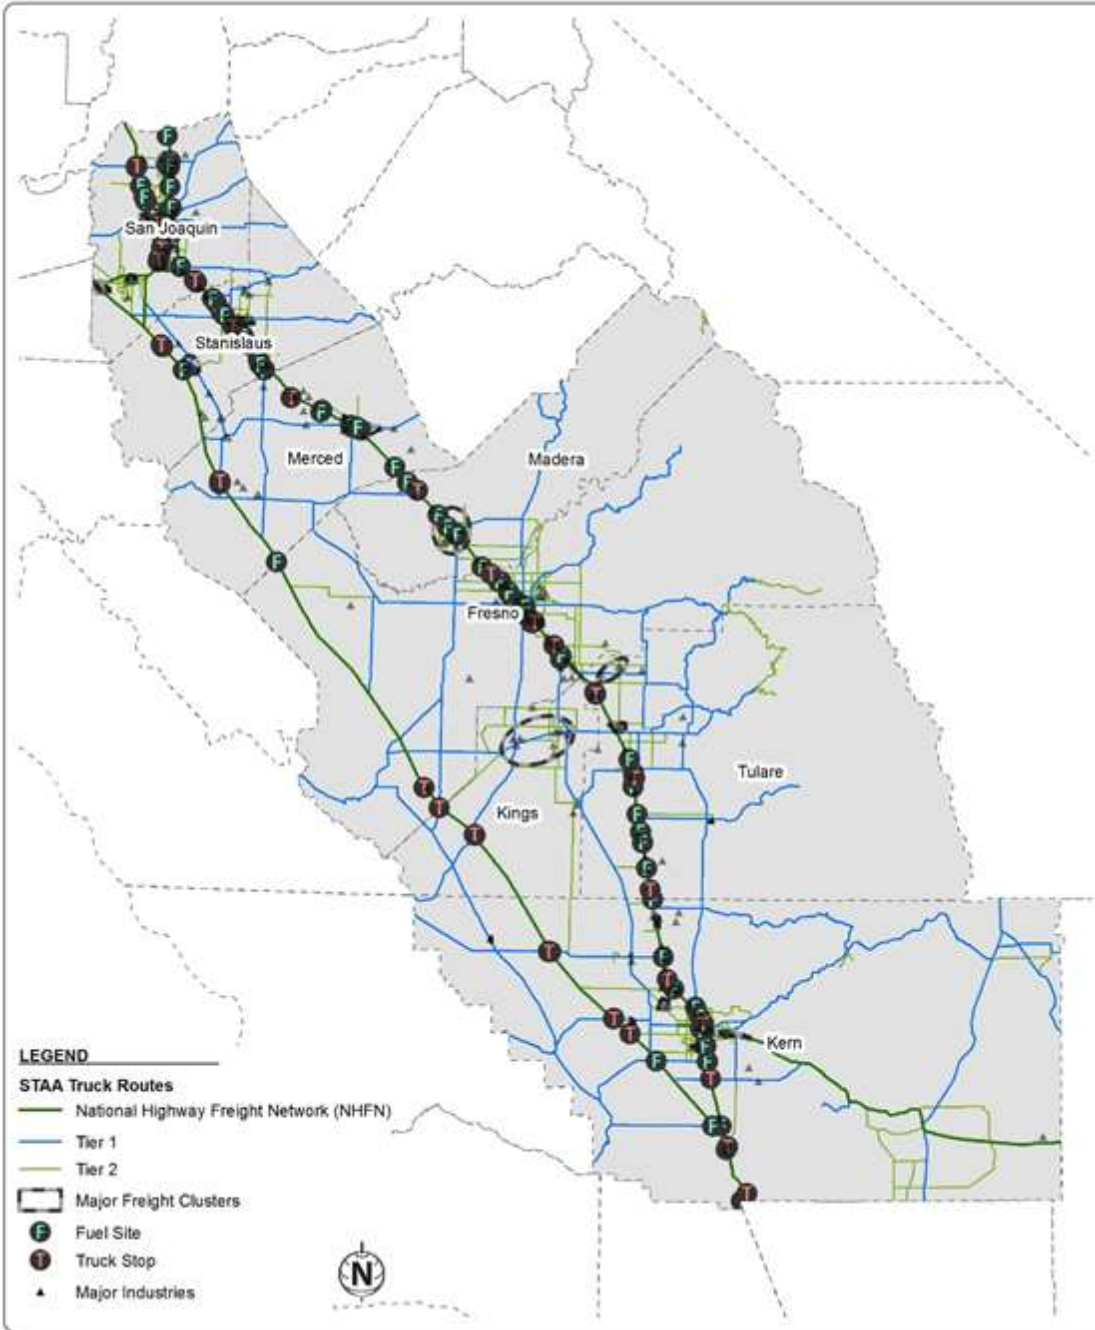 San Joaquin
Stanislaus
Merced
Madera
Fresno
Tulare
Kings
Kern
LEGEND
STAA Truck Routes
National Highway Freight Network (NHFN)
Tier 1
Tier 2
Major Freight Clusters
F Fuel Site
T Truck Stop
Major Industries
N